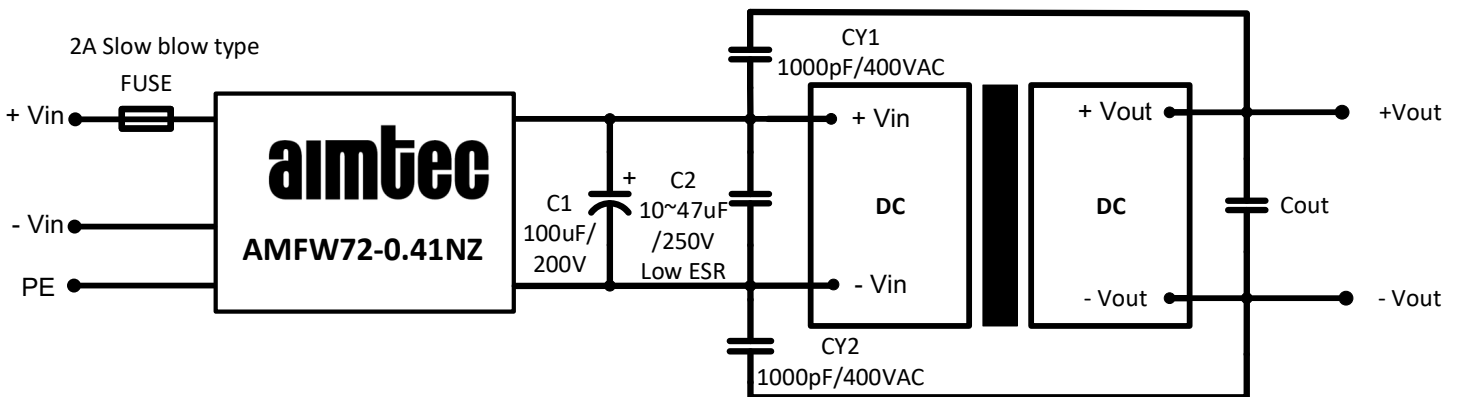 2A Slow blow type
FUSE
+ Vin
- Vin
PE
aimtec
AMFW72-0.41NZ
C1
100uF/
200V
+
C2
10~47uF
/250V
Low ESR
CY1
1000pF/400VAC
CY2
1000pF/400VAC
+ Vin
DC
- Vin
+ Vout
DC
- Vout
Cout
+Vout
- Vout